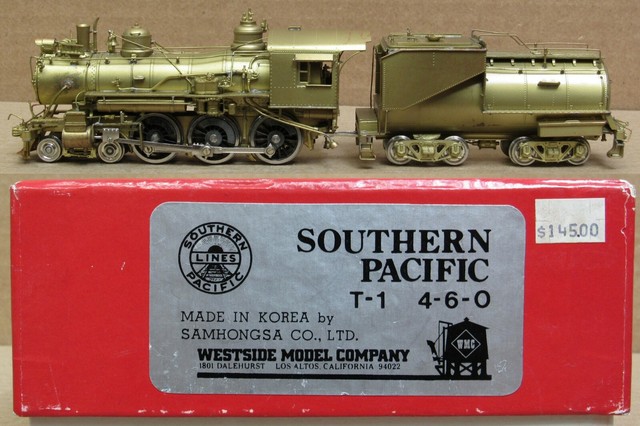 SOUTHERN
LINES
PACIFIC
SOUTHERN
PACIFIC
T-1 4-6-0
$145.00
MADE IN KOREA by
SAMHONGSA CO., LTD.
WESTSIDE MODEL COMPANY
1801 DALEHURST LOS ALTOS, CALIFORNIA 94022
WMC